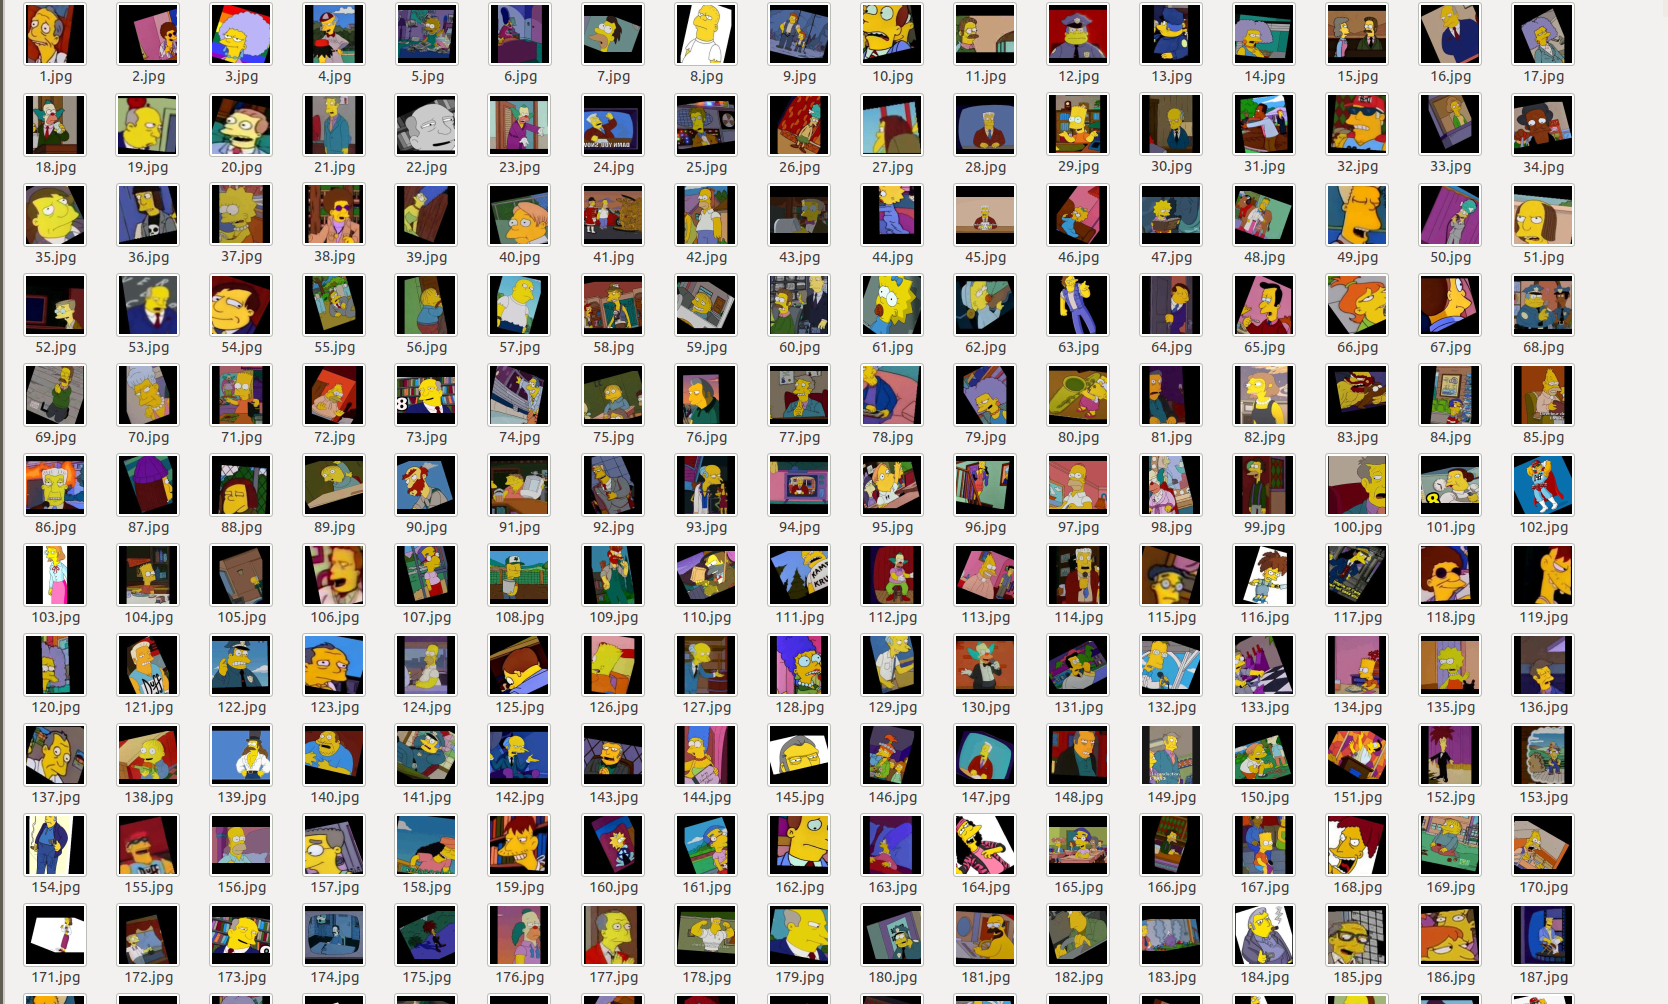 1.jpg 2.jpg 3.jpg 4.jpg 5.jpg 6.jpg 7.jpg 8.jpg 9.jpg 10.jpg 11.jpg 12.jpg 13.jpg 14.jpg 15.jpg 16.jpg 17.jpg
18.jpg 19.jpg 20.jpg 21.jpg 22.jpg 23.jpg 24.jpg 25.jpg 26.jpg 27.jpg 28.jpg 29.jpg 30.jpg 31.jpg 32.jpg 33.jpg 34.jpg
35.jpg 36.jpg 37.jpg 38.jpg 39.jpg 40.jpg 41.jpg 42.jpg 43.jpg 44.jpg 45.jpg 46.jpg 47.jpg 48.jpg 49.jpg 50.jpg 51.jpg
52.jpg 53.jpg 54.jpg 55.jpg 56.jpg 57.jpg 58.jpg 59.jpg 60.jpg 61.jpg 62.jpg 63.jpg 64.jpg 65.jpg 66.jpg 67.jpg 68.jpg
8
69.jpg 70.jpg 71.jpg 72.jpg 73.jpg 74.jpg 75.jpg 76.jpg 77.jpg 78.jpg 79.jpg 80.jpg 81.jpg 82.jpg 83.jpg 84.jpg 85.jpg
86.jpg 87.jpg 88.jpg 89.jpg 90.jpg 91.jpg 92.jpg 93.jpg 94.jpg 95.jpg 96.jpg 97.jpg 98.jpg 99.jpg 100.jpg 101.jpg 102.jpg
KAMP
KRU
103.jpg 104.jpg 105.jpg 106.jpg 107.jpg 108.jpg 109.jpg 110.jpg 111.jpg 112.jpg 113.jpg 114.jpg 115.jpg 116.jpg 117.jpg 118.jpg 119.jpg
Duff
120.jpg 121.jpg 122.jpg 123.jpg 124.jpg 125.jpg 126.jpg 127.jpg 128.jpg 129.jpg 130.jpg 131.jpg 132.jpg 133.jpg 134.jpg 135.jpg 136.jpg
137.jpg 138.jpg 139.jpg 140.jpg 141.jpg 142.jpg 143.jpg 144.jpg 145.jpg 146.jpg 147.jpg 148.jpg 149.jpg 150.jpg 151.jpg 152.jpg 153.jpg
154.jpg 155.jpg 156.jpg 157.jpg 158.jpg 159.jpg 160.jpg 161.jpg 162.jpg 163.jpg 164.jpg 165.jpg 166.jpg 167.jpg 168.jpg 169.jpg 170.jpg
171.jpg 172.jpg 173.jpg 174.jpg 175.jpg 176.jpg 177.jpg 178.jpg 179.jpg 180.jpg 181.jpg 182.jpg 183.jpg 184.jpg 185.jpg 186.jpg 187.jpg